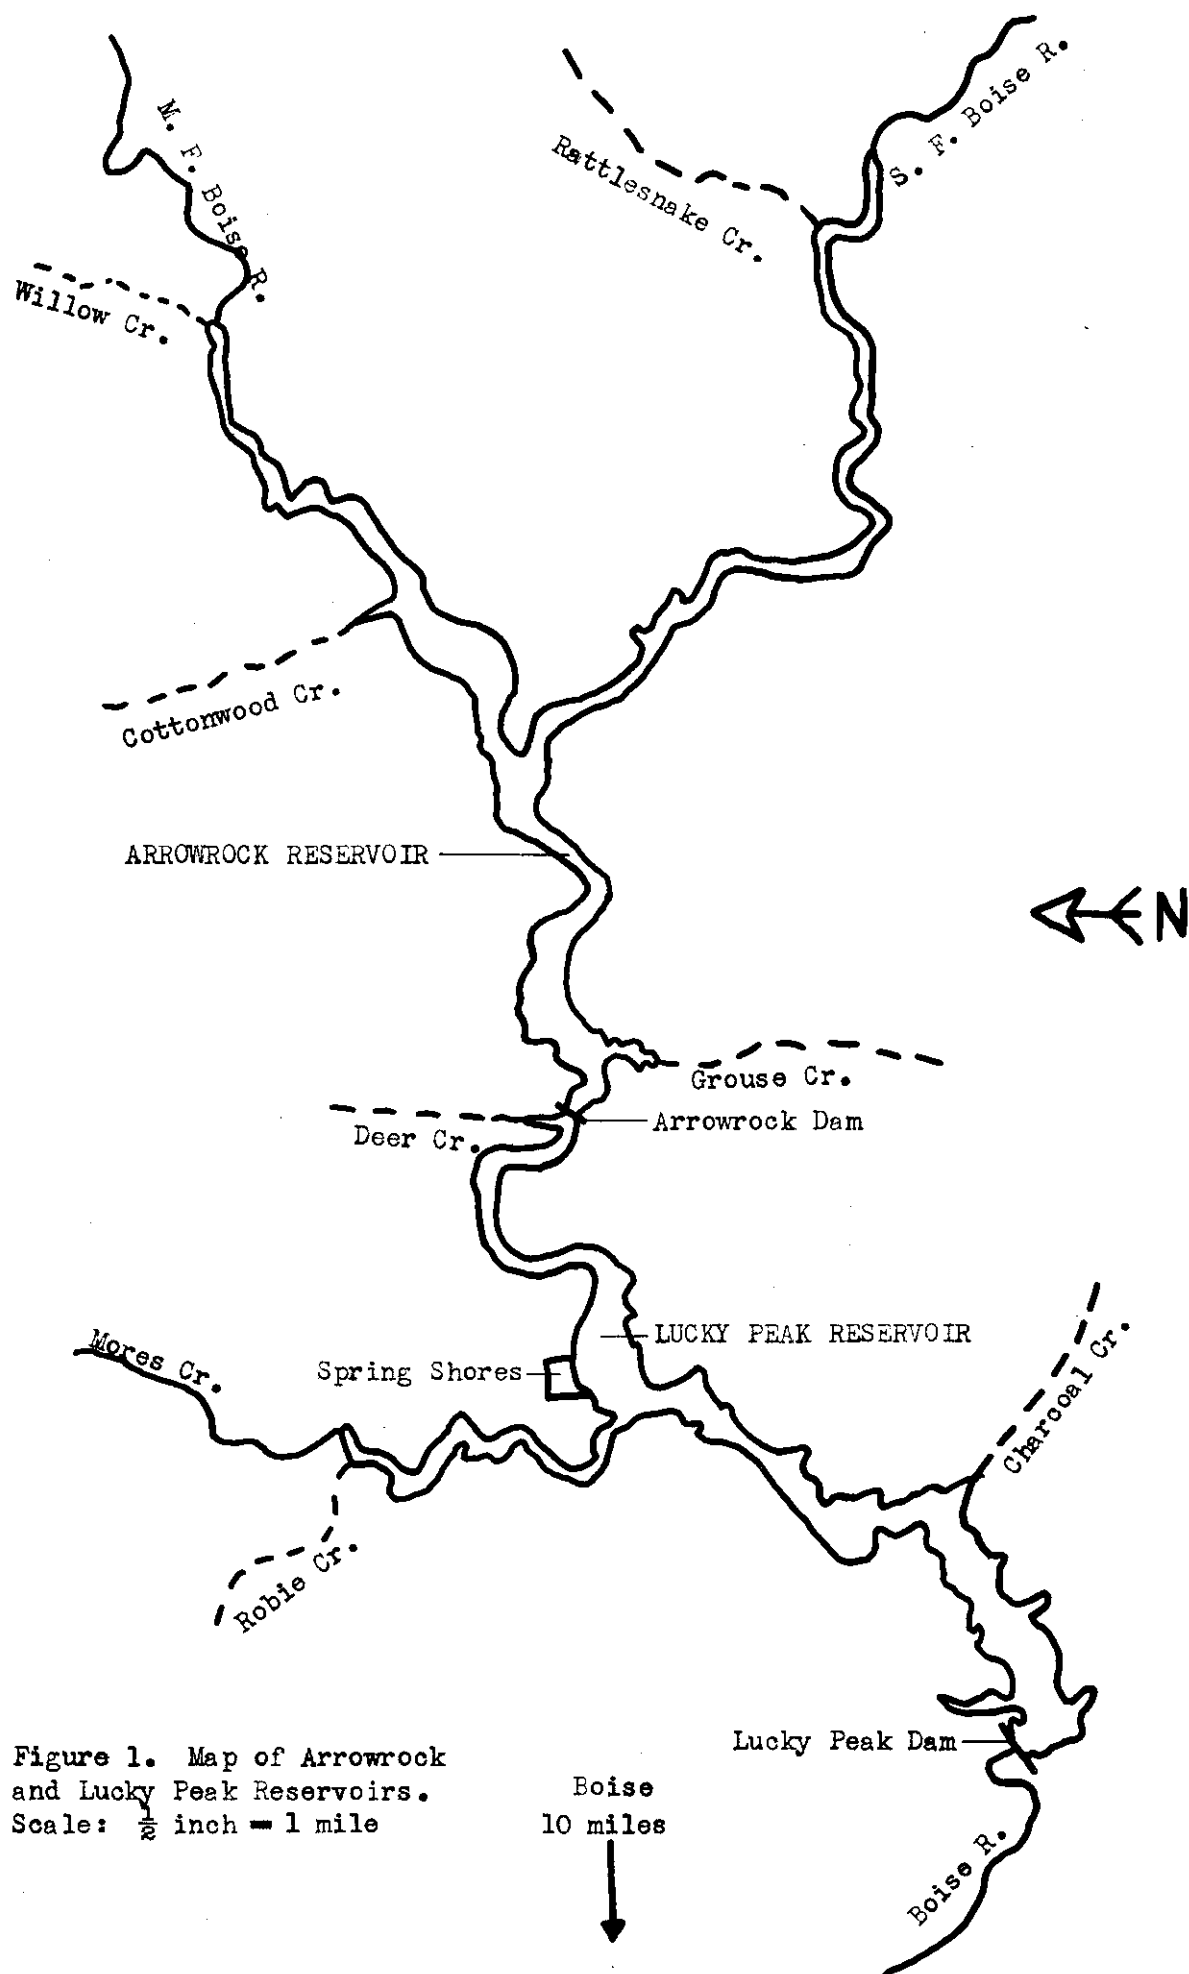 M. F. Boise R.
S. F. Boise R.
Rattlesnake Cr.
Willow Cr.
Cottonwood Cr.
ARROWROCK RESERVOIR
N
Grouse Cr.
Arrowrock Dam
Deer Cr.
LUCKY PEAK RESERVOIR
Mores Cr.
Spring Shores
Charcoal Cr.
Robie Cr.
Lucky Peak Dam
Figure 1. Map of Arrowrock
and Lucky Peak Reservoirs.
Scale: ½ inch = 1 mile
Boise
10 miles
Boise R.